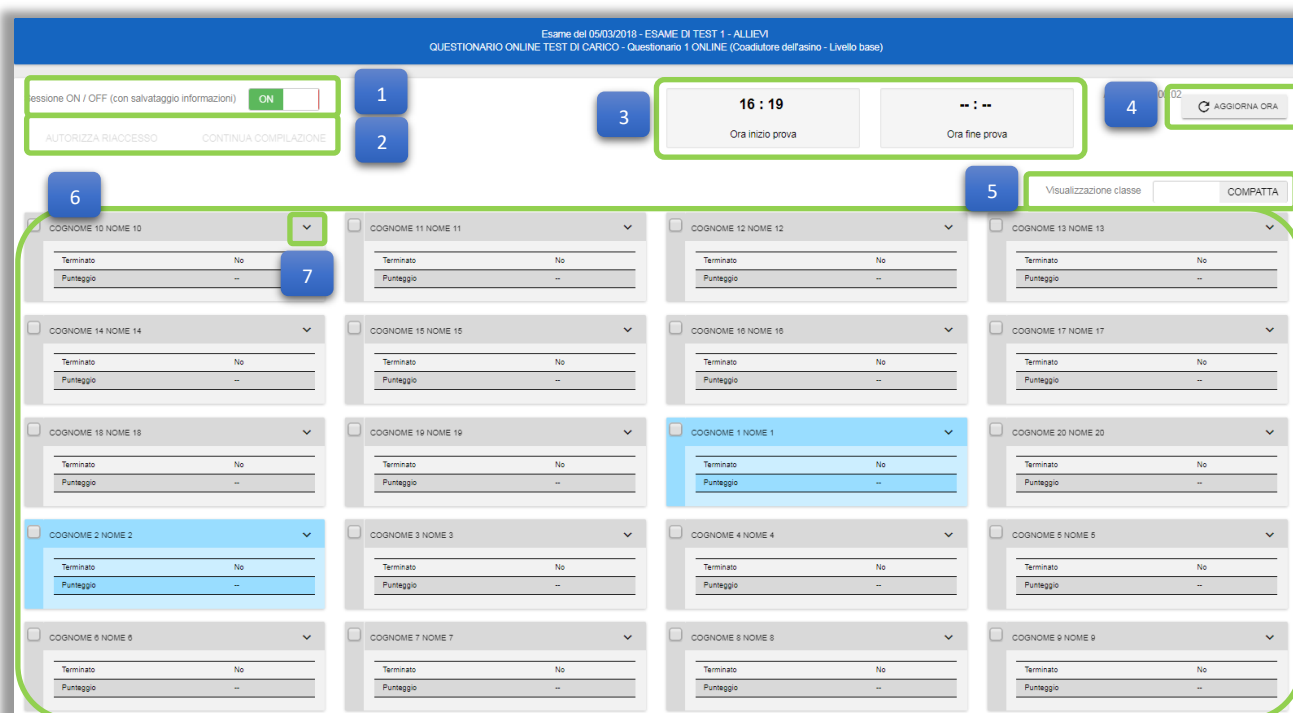 Esame del 05/03/2018 - ESAME DI TEST 1 - ALLIEVI
QUESTIONARIO ONLINE TEST DI CARICO - Questionario 1 ONLINE (Coadiutore dell'asino - Livello base)
essione ON / OFF (con salvataggio informazioni) ON
1
AUTORIZZA RIACCESSO CONTINUA COMPILAZIONE
2
3
16 : 19
Ora inizio prova
-- : --
Ora fine prova
4
02
AGGIORNA ORA
5
Visualizzazione classe COMPATTA
6
COGNOME 10 NOME 10
Terminato No
Punteggio --
7
COGNOME 11 NOME 11
Terminato No
Punteggio --
COGNOME 12 NOME 12
Terminato No
Punteggio --
COGNOME 13 NOME 13
Terminato No
Punteggio --
COGNOME 14 NOME 14
Terminato No
Punteggio --
COGNOME 15 NOME 15
Terminato No
Punteggio --
COGNOME 16 NOME 16
Terminato No
Punteggio --
COGNOME 17 NOME 17
Terminato No
Punteggio --
COGNOME 18 NOME 18
Terminato No
Punteggio --
COGNOME 19 NOME 19
Terminato No
Punteggio --
COGNOME 1 NOME 1
Terminato No
Punteggio --
COGNOME 20 NOME 20
Terminato No
Punteggio --
COGNOME 2 NOME 2
Terminato No
Punteggio --
COGNOME 3 NOME 3
Terminato No
Punteggio --
COGNOME 4 NOME 4
Terminato No
Punteggio --
COGNOME 5 NOME 5
Terminato No
Punteggio --
COGNOME 6 NOME 6
Terminato No
Punteggio --
COGNOME 7 NOME 7
Terminato No
Punteggio --
COGNOME 8 NOME 8
Terminato No
Punteggio --
COGNOME 9 NOME 9
Terminato No
Punteggio --